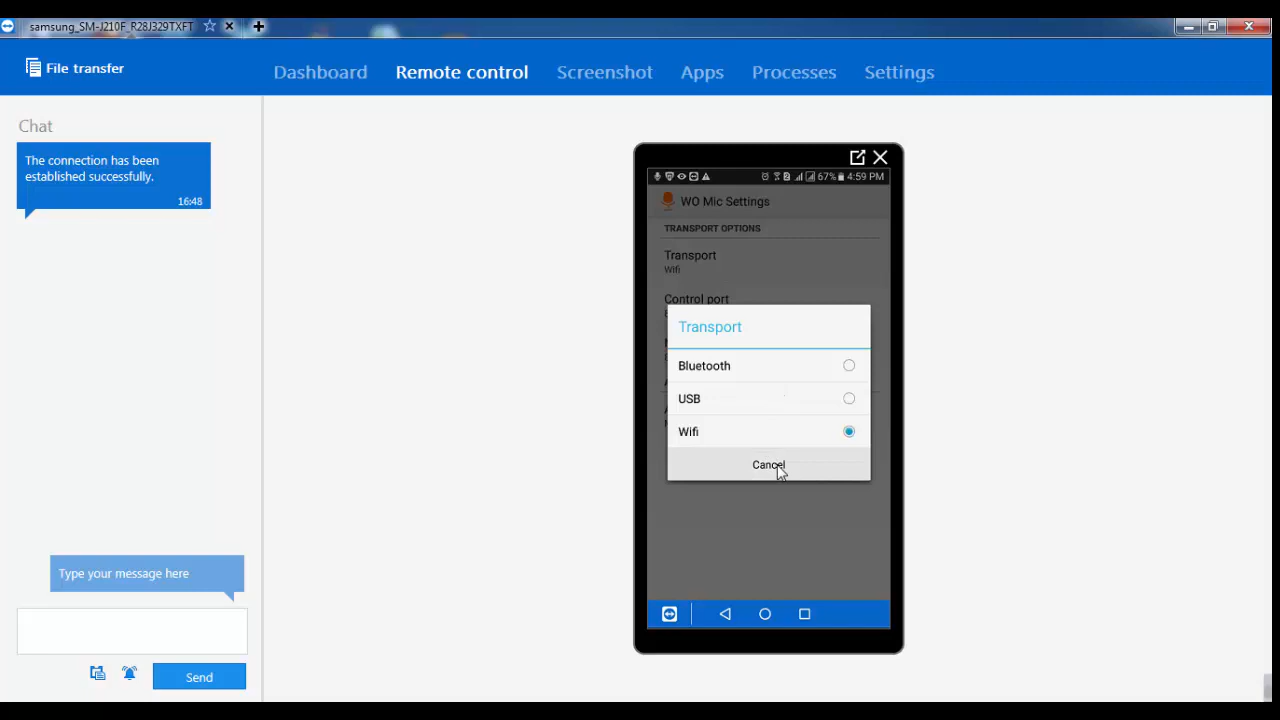 samsung_SM-J210F_R28J329TXFT
File transfer
Dashboard
Remote control
Screenshot
Apps
Processes
Settings
Chat
The connection has been
established successfully.
16:48
67% 4:59 PM
WO Mic Settings
TRANSPORT OPTIONS
Transport
Wifi
Control port
Transport
Bluetooth
USB
Wifi
Cancel
Type your message here
Send